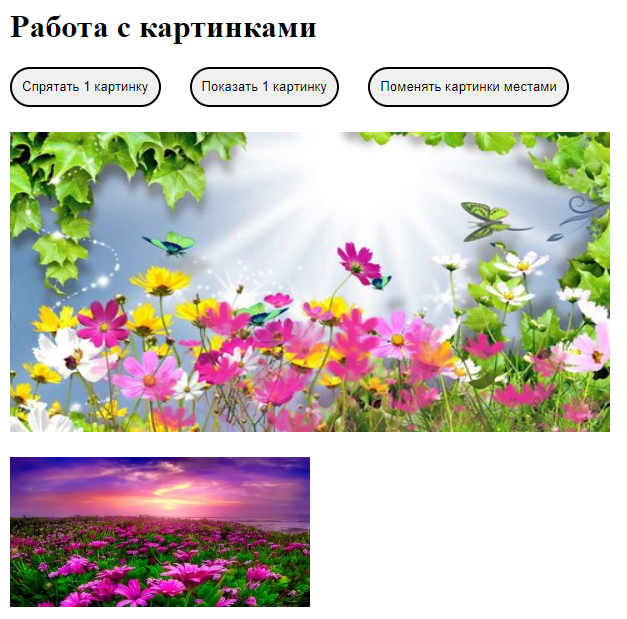 Работа с картинками
Спрятать 1 картинку
Показать 1 картинку
Поменять картинки местами